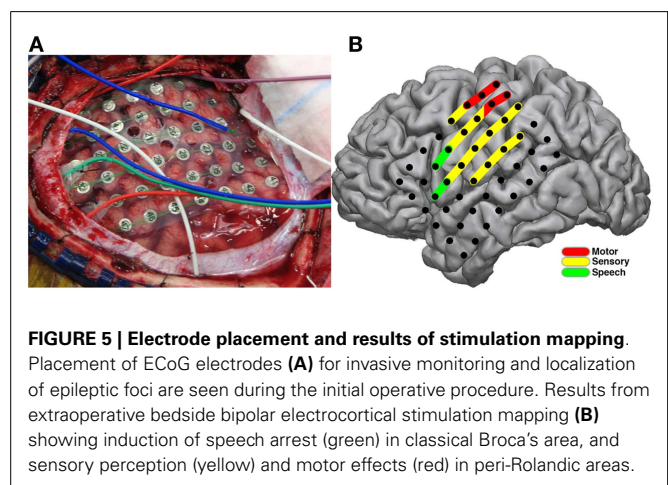 A
B
Motor
Sensory
Speech
FIGURE 5 | Electrode placement and results of stimulation mapping.
Placement of ECoG electrodes (A) for invasive monitoring and localization
of epileptic foci are seen during the initial operative procedure. Results from
extraoperative bedside bipolar electrocortical stimulation mapping (B)
showing induction of speech arrest (green) in classical Broca's area, and
sensory perception (yellow) and motor effects (red) in peri-Rolandic areas.